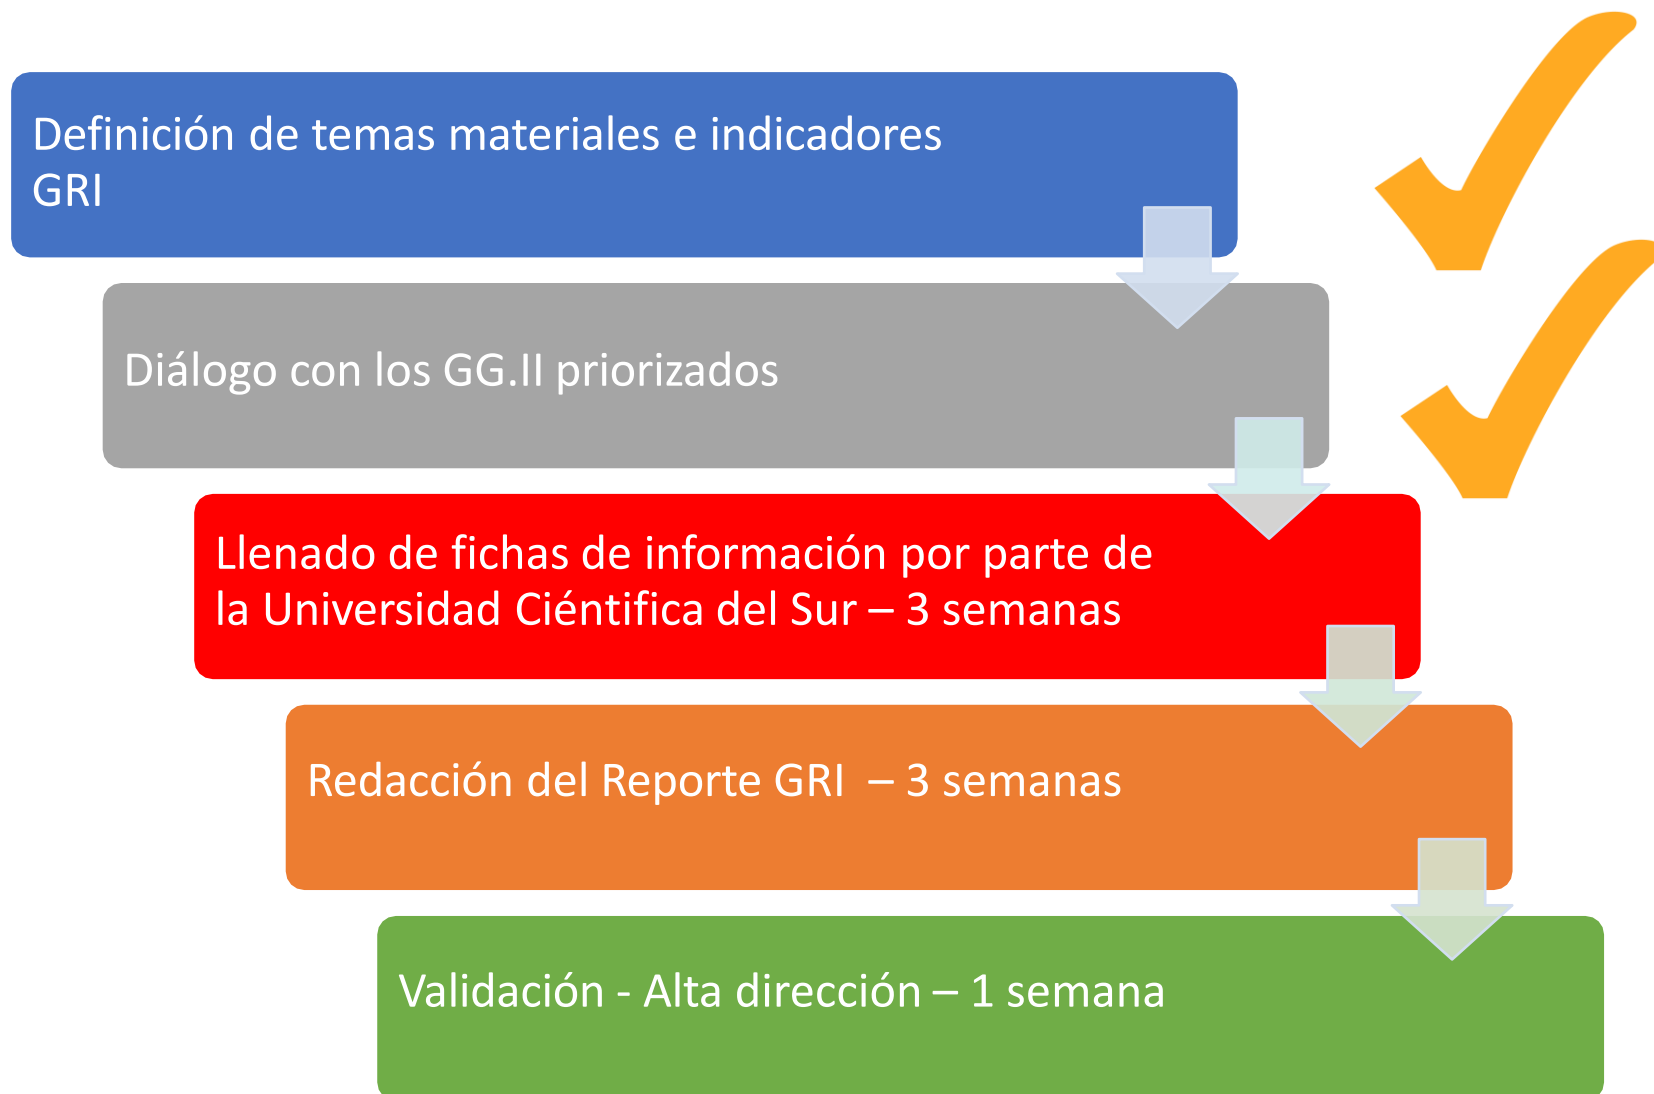 Definición de temas materiales e indicadores
GRI
Diálogo con los GG.II priorizados
Llenado de fichas de información por parte de
la Universidad Ciéntifica del Sur – 3 semanas
Redacción del Reporte GRI  – 3 semanas
Validación - Alta dirección – 1 semana